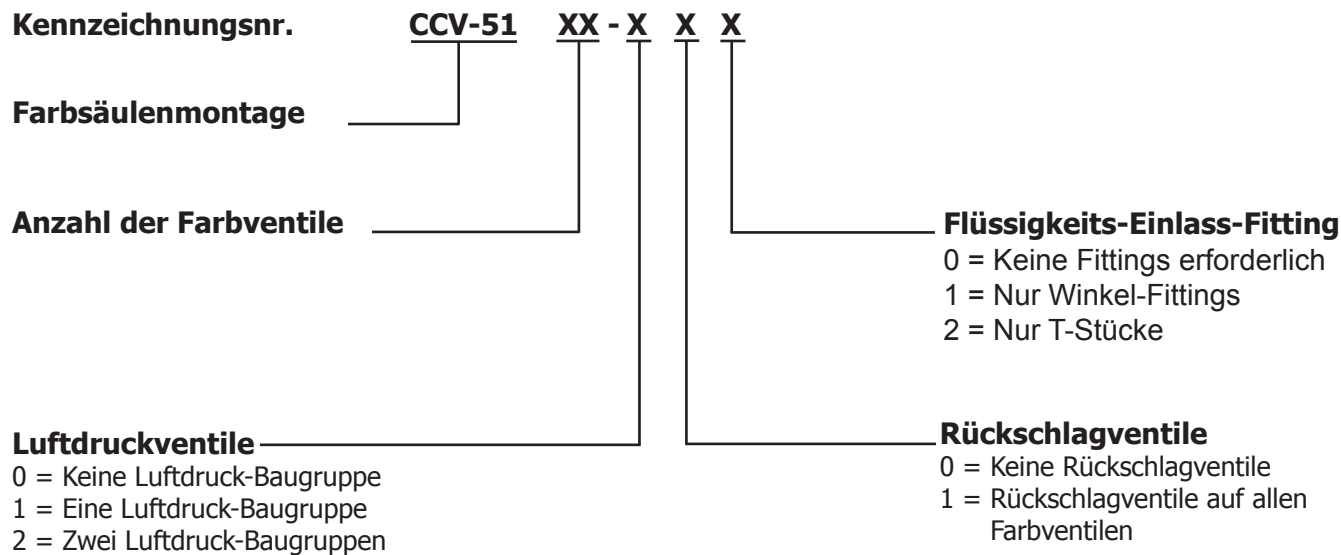 Kennzeichnungsnr. CCV-51 XX - X X X
Farbsäulenmontage
Anzahl der Farbventile
Flüssigkeits-Einlass-Fitting
0 = Keine Fittings erforderlich
1 = Nur Winkel-Fittings
2 = Nur T-Stücke
Luftdruckventile
0 = Keine Luftdruck-Baugruppe
1 = Eine Luftdruck-Baugruppe
2 = Zwei Luftdruck-Baugruppen
Rückschlagventile
0 = Keine Rückschlagventile
1 = Rückschlagventile auf allen
Farbventilen